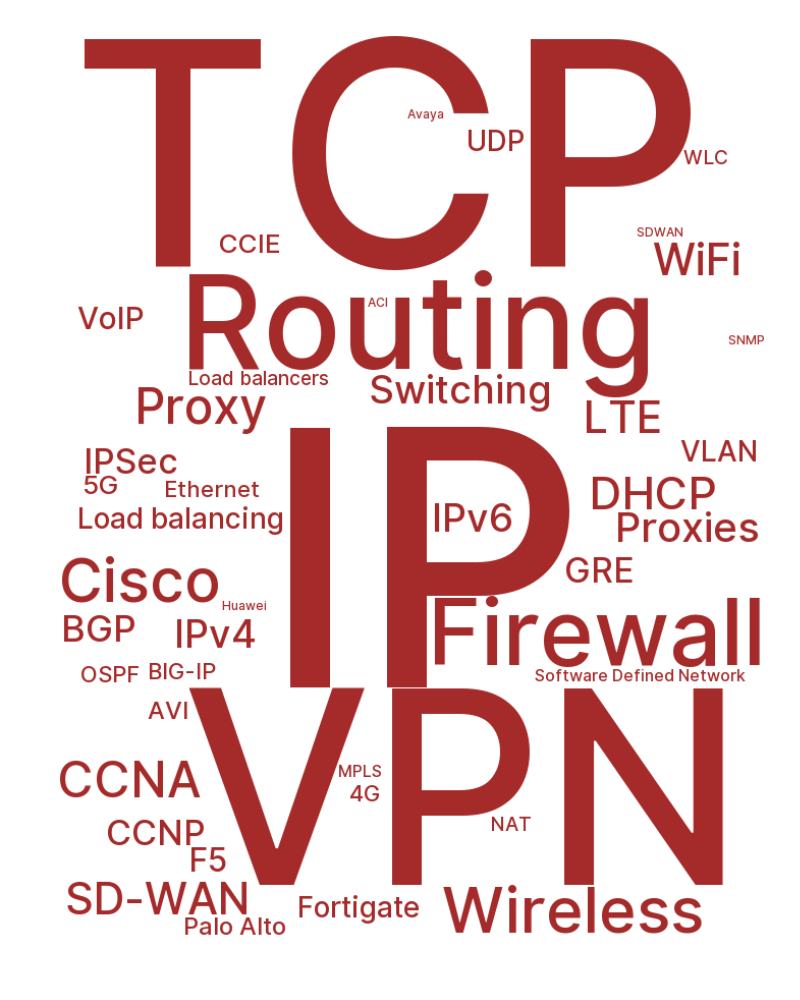 TCP
Avaya
UDP
WLC
CCIE
SDWAN
WiFi
Routing
ACI
VoIP
SNMP
Load balancers
Switching
Proxy
LTE
VLAN
IPSec
5G
Ethernet
IP
IPv6
DHCP
Load balancing
Proxies
GRE
Cisco
Huawei
BGP
IPv4
Firewall
OSPF
BIG-IP
Software Defined Network
AVI
VPN
CCNA
MPLS
4G
CCNP
NAT
F5
SD-WAN
Fortigate
Wireless
Palo Alto